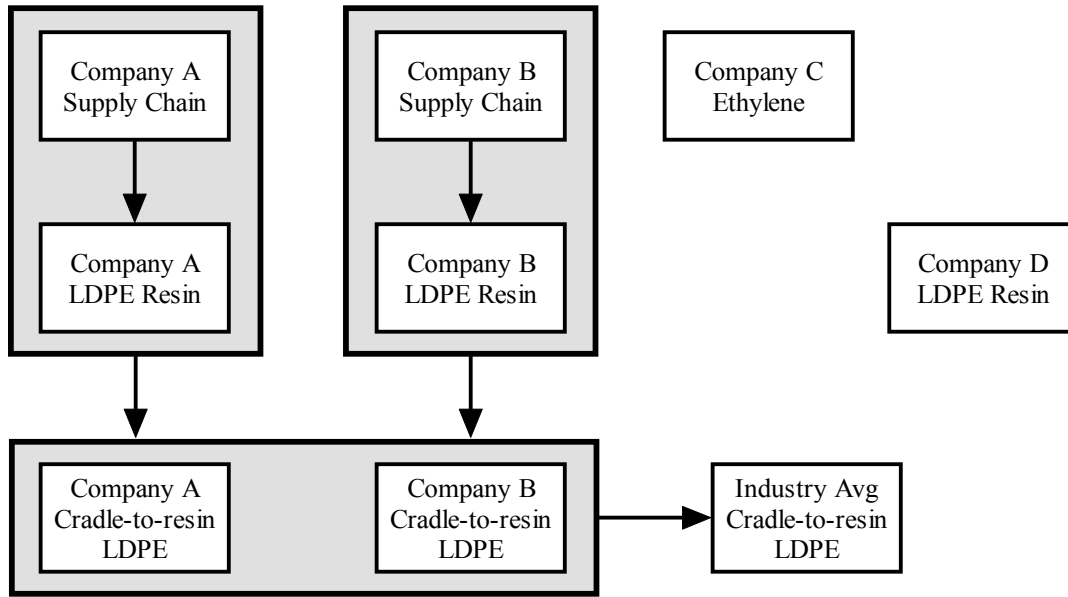 Company A
Supply Chain
Company B
Supply Chain
Company C
Ethylene
Company A
LDPE Resin
Company B
LDPE Resin
Company D
LDPE Resin
Company A
Cradle-to-resin
LDPE
Company B
Cradle-to-resin
LDPE
Industry Avg
Cradle-to-resin
LDPE